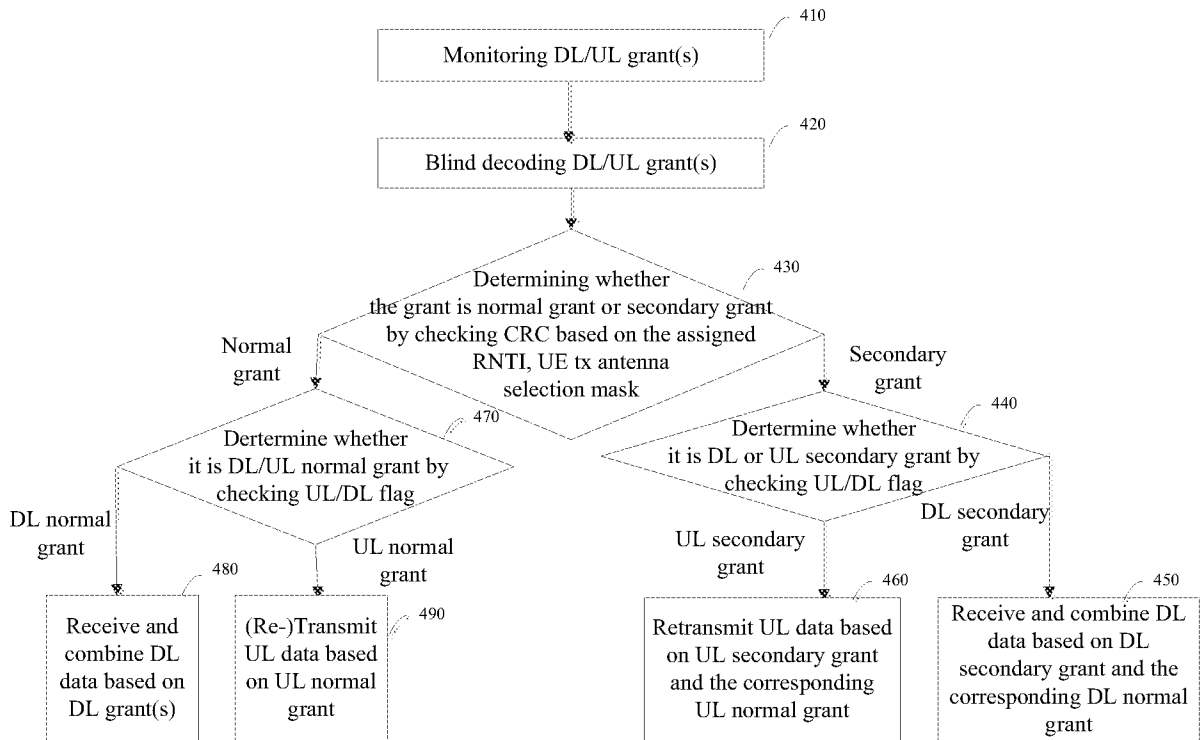 410
Monitoring DL/UL grant(s)
420
Blind decoding DL/UL grant(s)
430
Determining whether
the grant is normal grant or secondary grant
by checking CRC based on the assigned
RNTI, UE tx antenna
selection mask
Normal
grant
Secondary
grant
470
Dertermine whether
it is DL/UL normal grant by
checking UL/DL flag
440
Dertermine whether
it is DL or UL secondary grant by
checking UL/DL flag
DL normal
grant
UL normal
grant
UL secondary
grant
DL secondary
grant
480
Receive and
combine DL
data based on
DL grant(s)
490
(Re-)Transmit
UL data based
on UL normal
grant
460
Retransmit UL data based
on UL secondary grant
and the corresponding
UL normal grant
450
Receive and combine DL
data based on DL
secondary grant and the
corresponding DL normal
grant